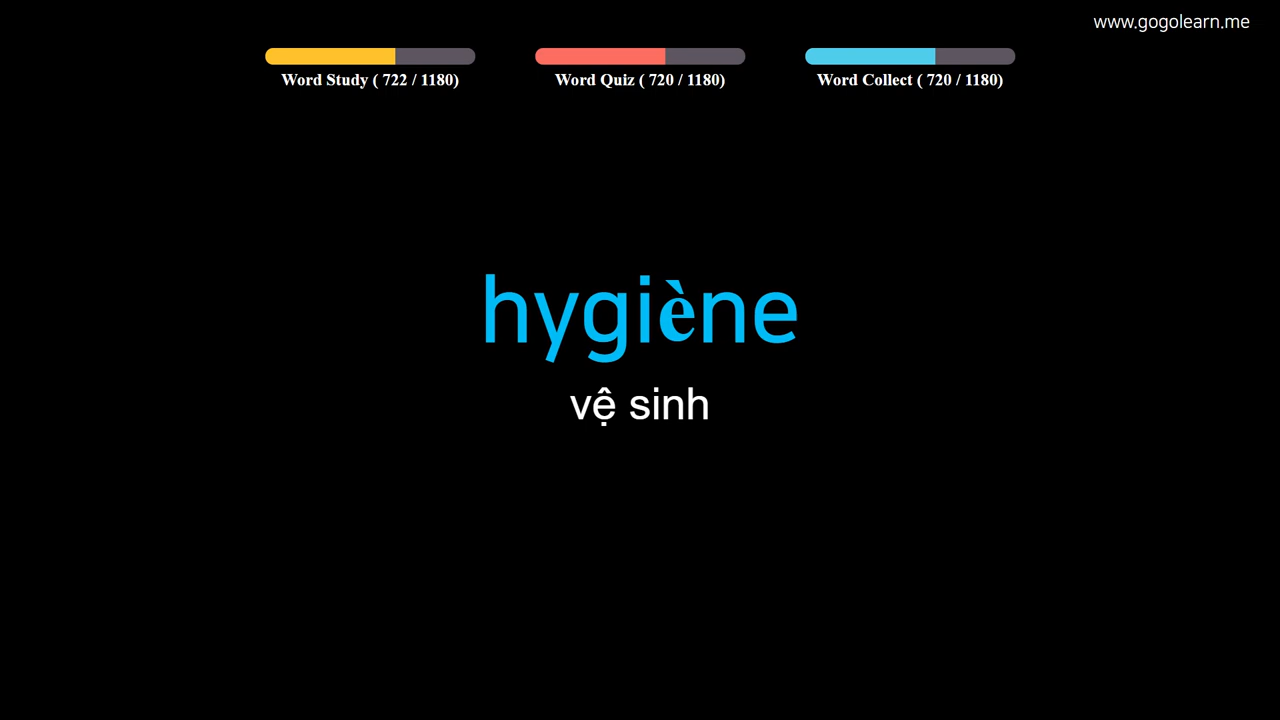 www.gogolearn.me
Word Study ( 722 / 1180)
Word Quiz ( 720 / 1180)
Word Collect ( 720 / 1180)
hygiène
vệ sinh